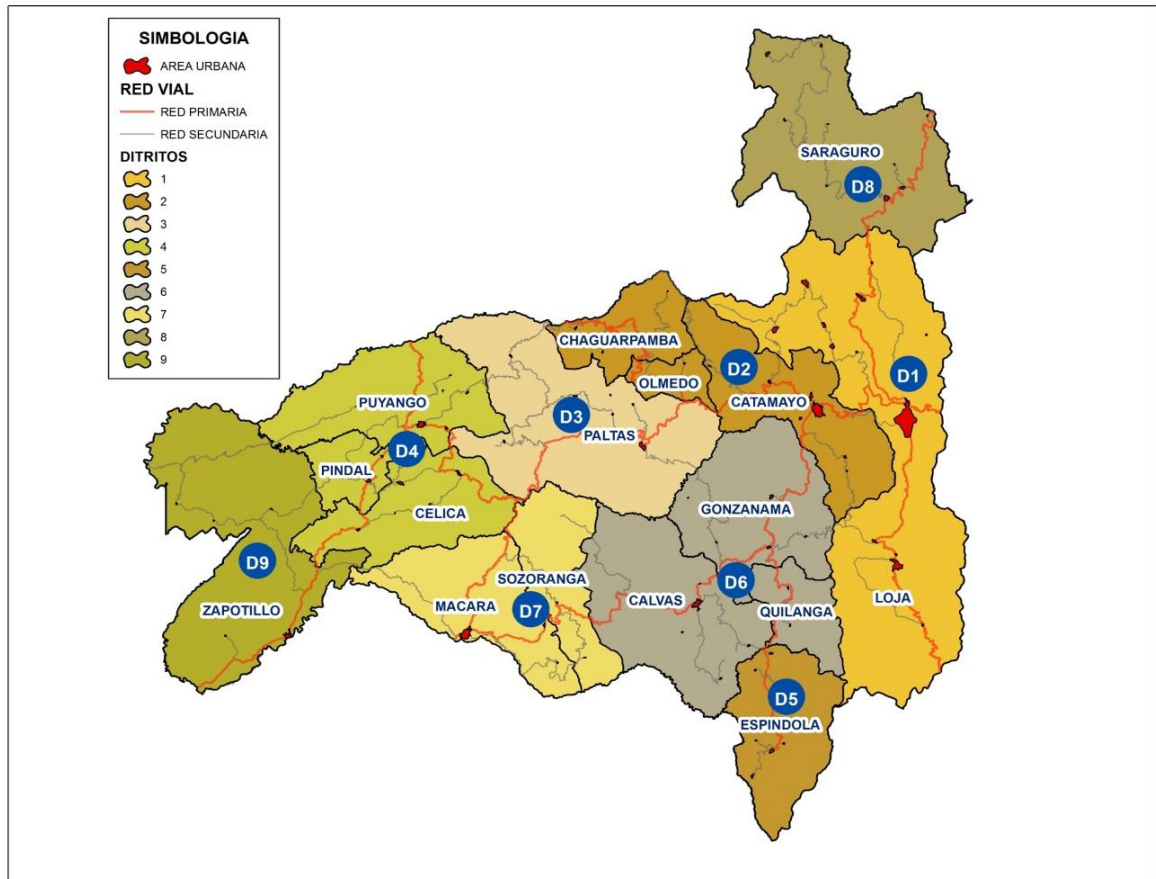 SIMBOLOGIA
AREA URBANA
RED VIAL
RED PRIMARIA
RED SECUNDARIA
DITRITOS
1
2
3
4
5
6
7
8
9
SARAGURO
D8
CHAGUARPAMBA
D2
D1
OLMEDO
CATAMAYO
PUYANGO
D3
PALTAS
D4
PINDAL
CELICA
GONZANAMA
D9
ZAPOTILLO
SOZORANGA
MACARA
D7
CALVAS
D6
QUILANGA
LOJA
D5
ESPINDOLA